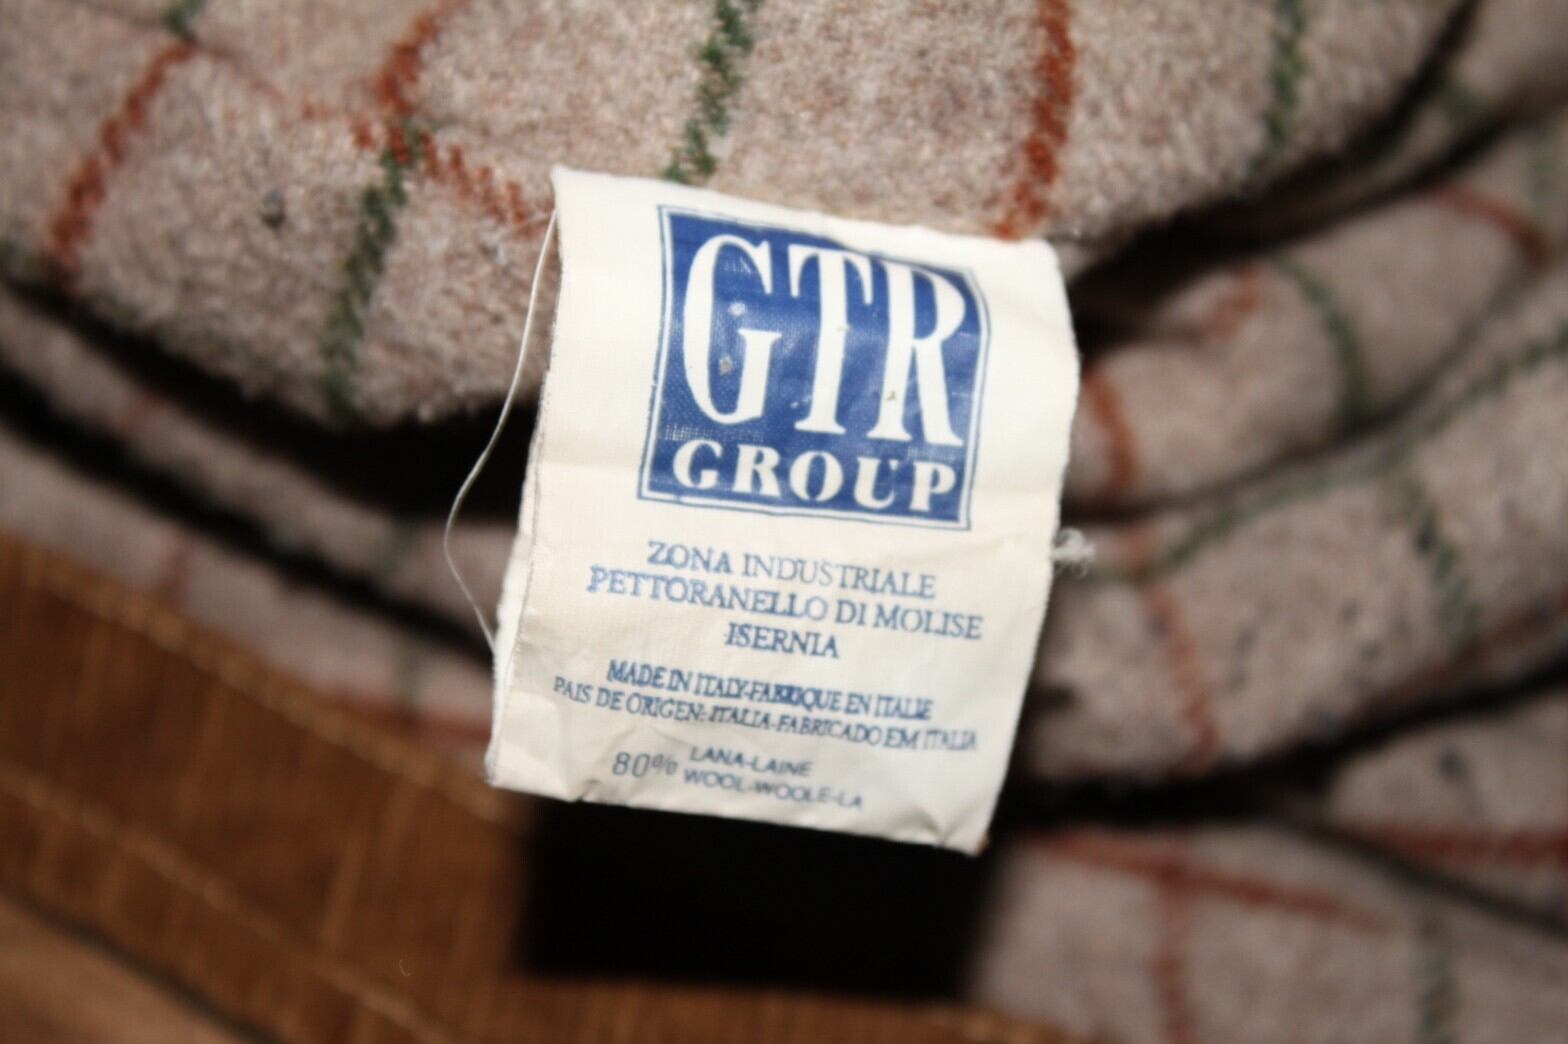 GTR
GROUP
ZONA INDUSTRIALE
PETTORANELLO DI MOLISE
ISERNIA
MADE IN ITALY-FABRIQUE EN ITALIE
PAIS DE ORIGEN: ITALIA-FABRICADO EM ITALIA
80% LANA-LAINE
WOOL-WOOLE-LA